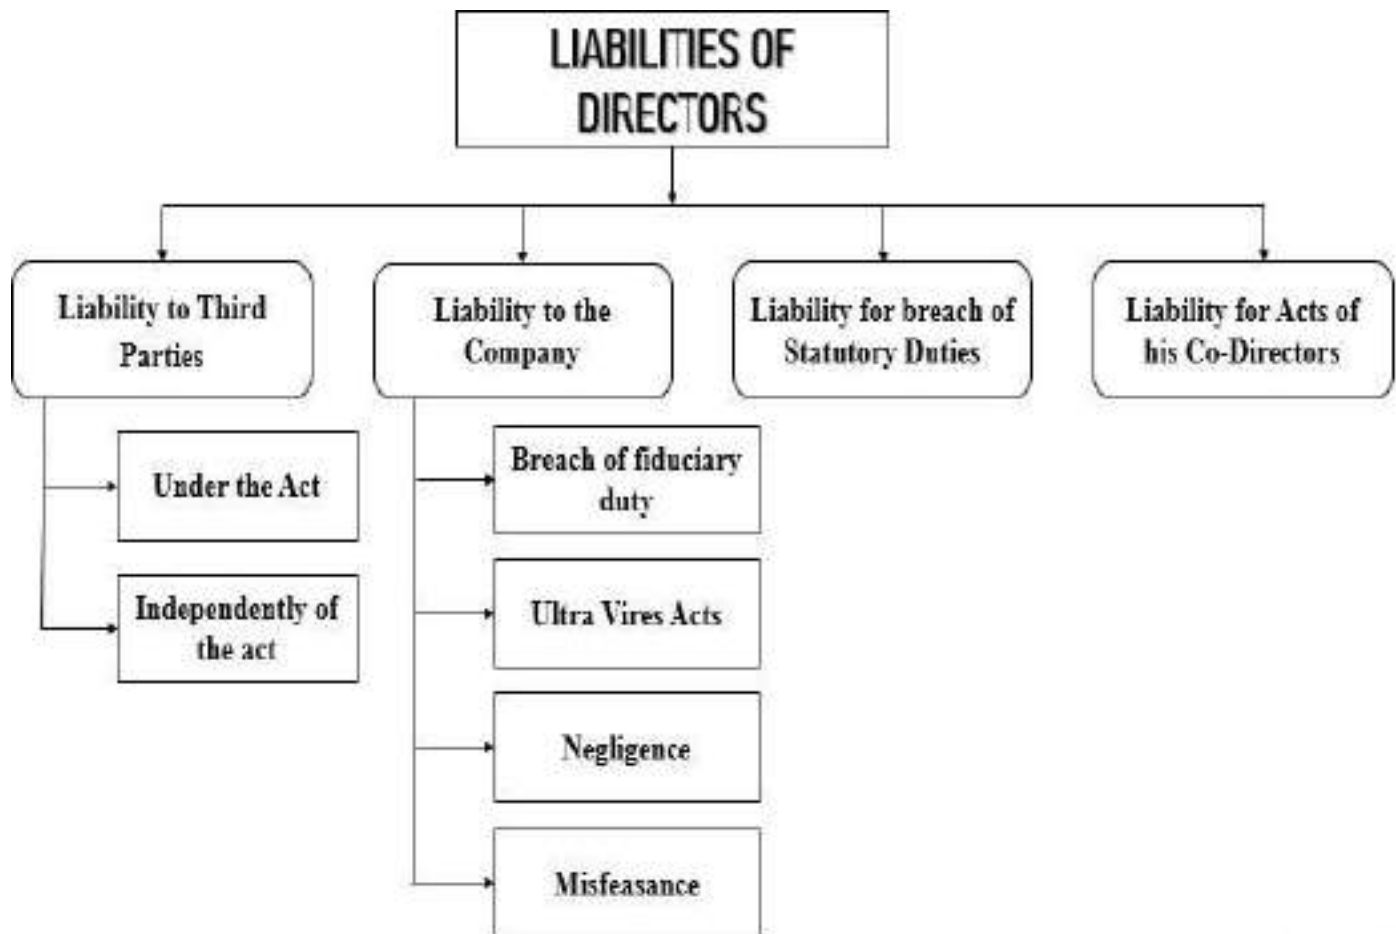 LIABILITIES OF
DIRECTORS
Liability to Third
Parties
Liability to the
Company
Liability for breach of
Statutory Duties
Liability for Acts of
his Co-Directors
Under the Act
Independently of
the act
Breach of fiduciary
duty
Ultra Vires Acts
Negligence
Misfeasance